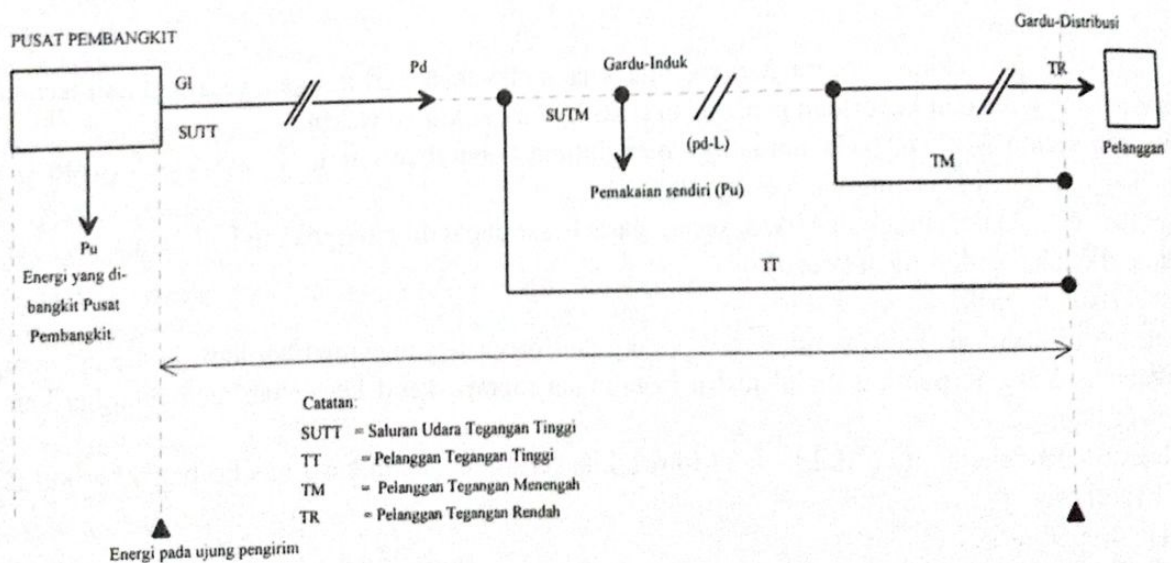 Gardu-Distribusi
PUSAT PEMBANGKIT
GI
Pd
Gardu-Induk
TR
SUTT
SUTM
(pd-L)
TM
Pelanggan
Pemakaian sendiri (Pu)
Pu
Energi yang di-
bangkit Pusat
Pembangkit.
TT
Catatan:
SUTT = Saluran Udara Tegangan Tinggi
TT = Pelanggan Tegangan Tinggi
TM = Pelanggan Tegangan Menengah
TR = Pelanggan Tegangan Rendah
Energi pada ujung pengirim